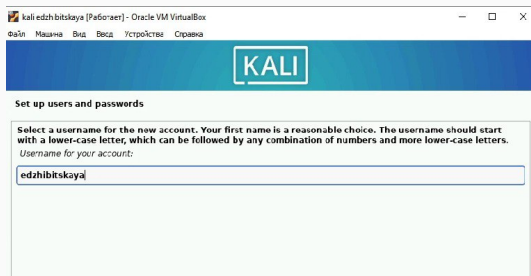 kali edzhibitskaya [Работает] - Oracle VM VirtualBox
Файл Машина Вид Ввод Устройства Справка
KALI
Set up users and passwords
Select a username for the new account. Your first name is a reasonable choice. The username should start
with a lower-case letter, which can be followed by any combination of numbers and more lower-case letters.
Username for your account:
edzhibitskaya